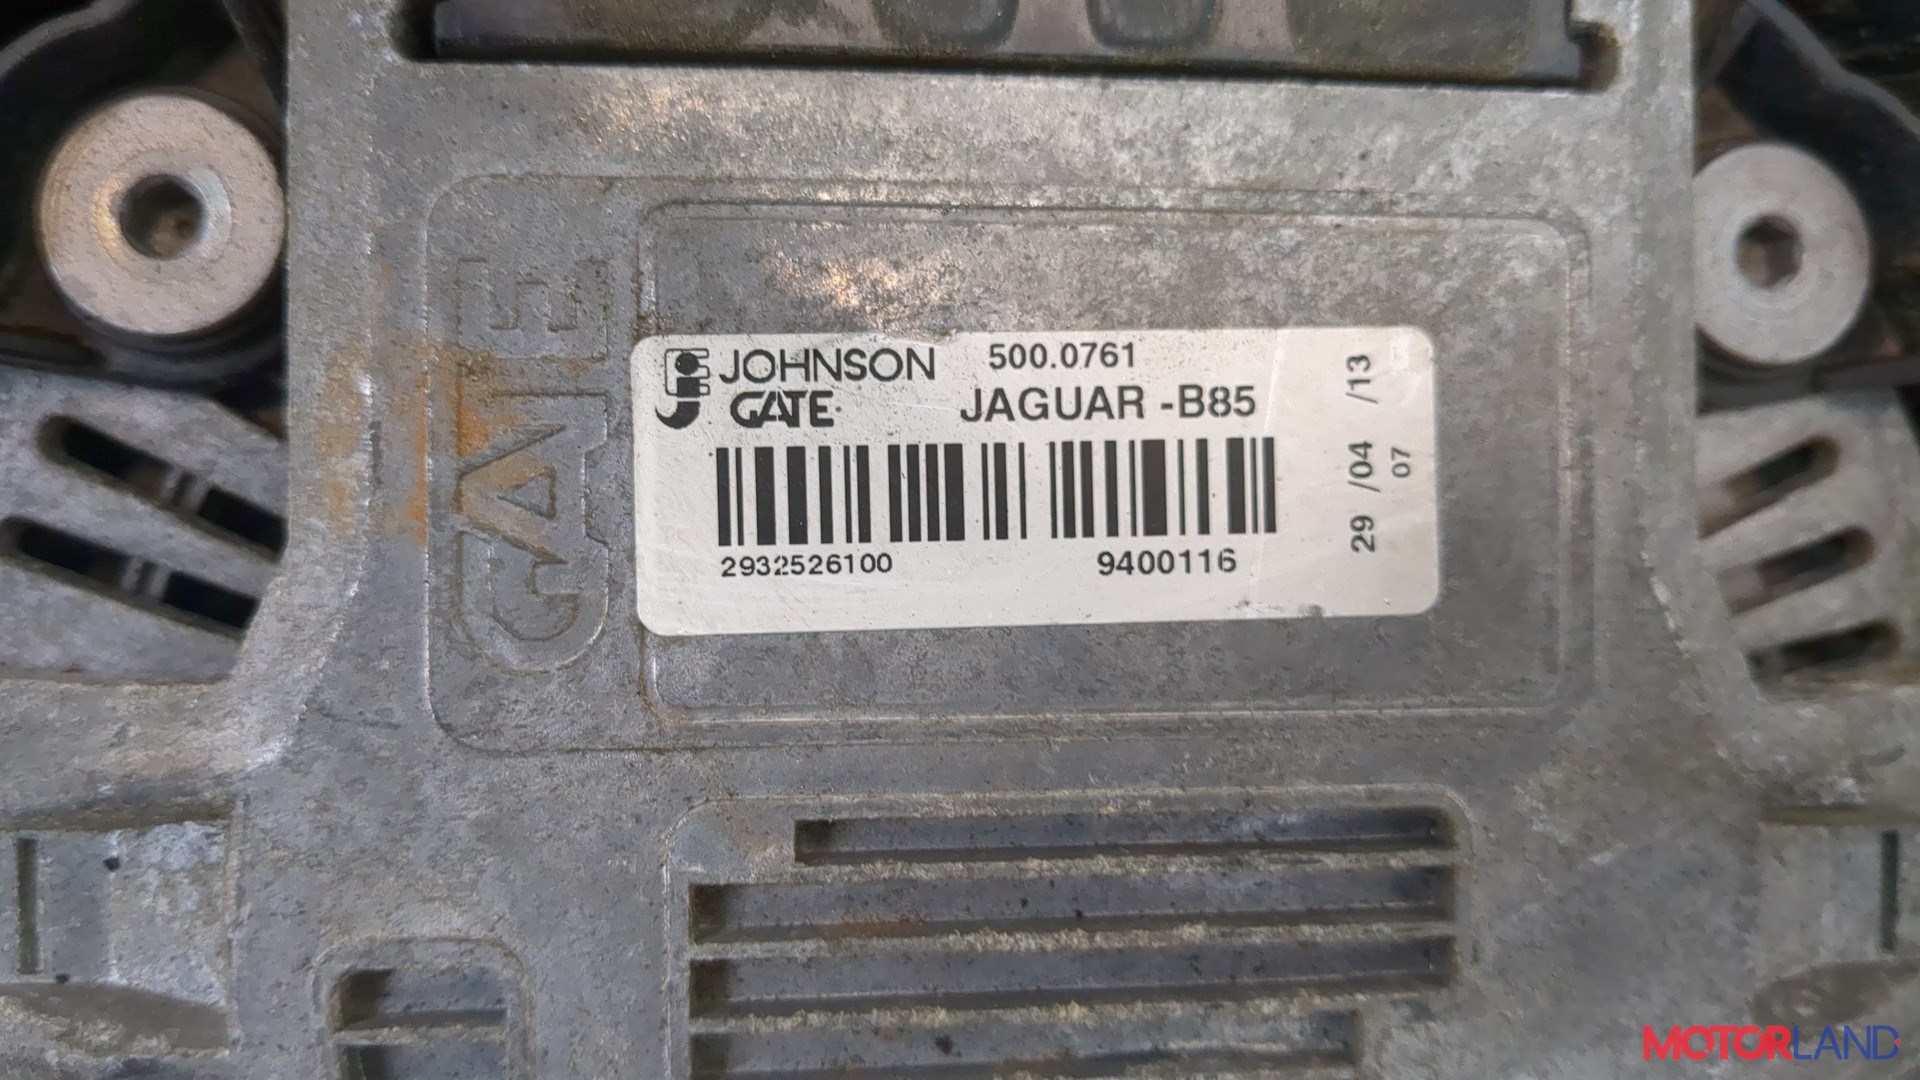 JOHNSON 500.0761
GATE JAGUAR -B85
2932526100 9400116
29 /04 /13
07
GATE
MOTORLAND